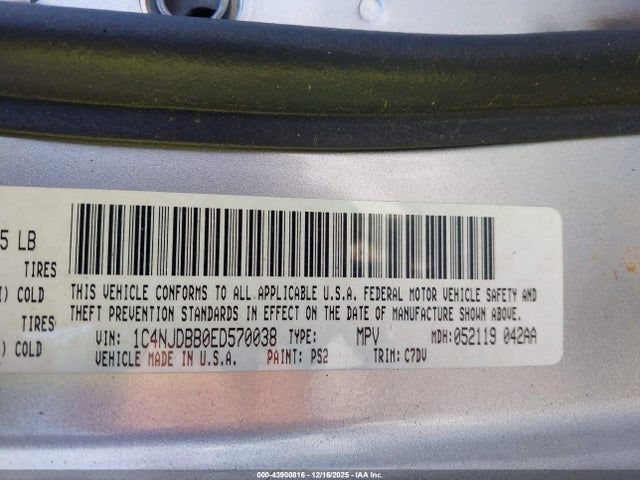 5 LB
TIRES
I) COLD
TIRES
) COLD
THIS VEHICLE CONFORMS TO ALL APPLICABLE U.S.A. FEDERAL MOTOR VEHICLE SAFETY AND
THEFT PREVENTION STANDARDS IN EFFECT ON THE DATE OF MANUFACTURE SHOWN ABOVE.
VIN: 1C4NJDBB0ED570038 TYPE: MPV MDH:052119 042AA
VEHICLE MADE IN U.S.A. PAINT: PS2 TRIM: C7DV
00-43900816 - 12/16/2025 - IAA Inc.